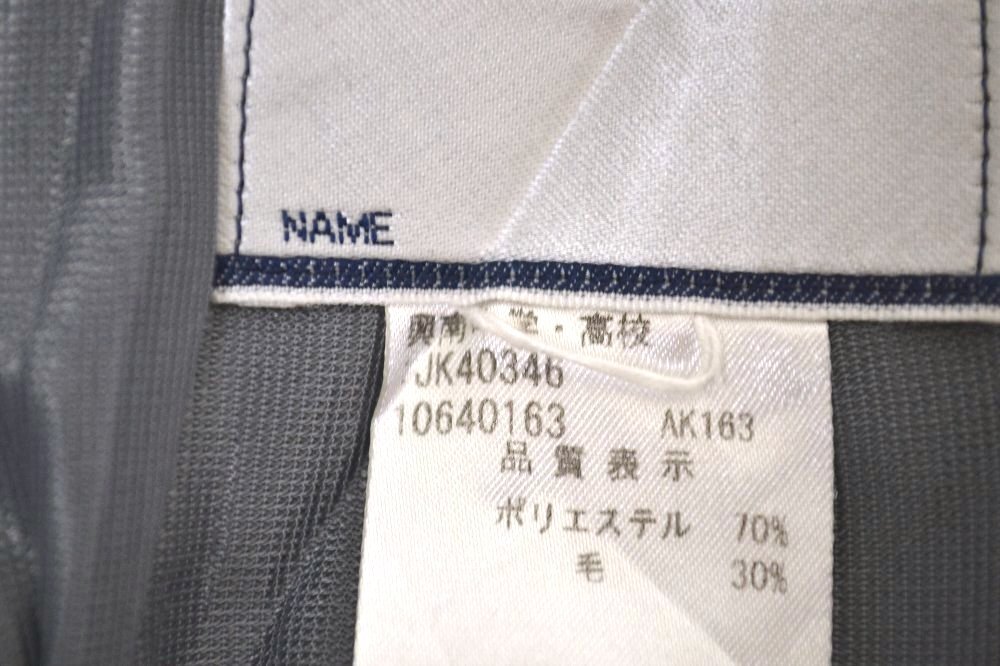 NAME
興南 学・高校
JK40346
10640163 AK163
品質表示
ポリエステル 70%
毛 30%